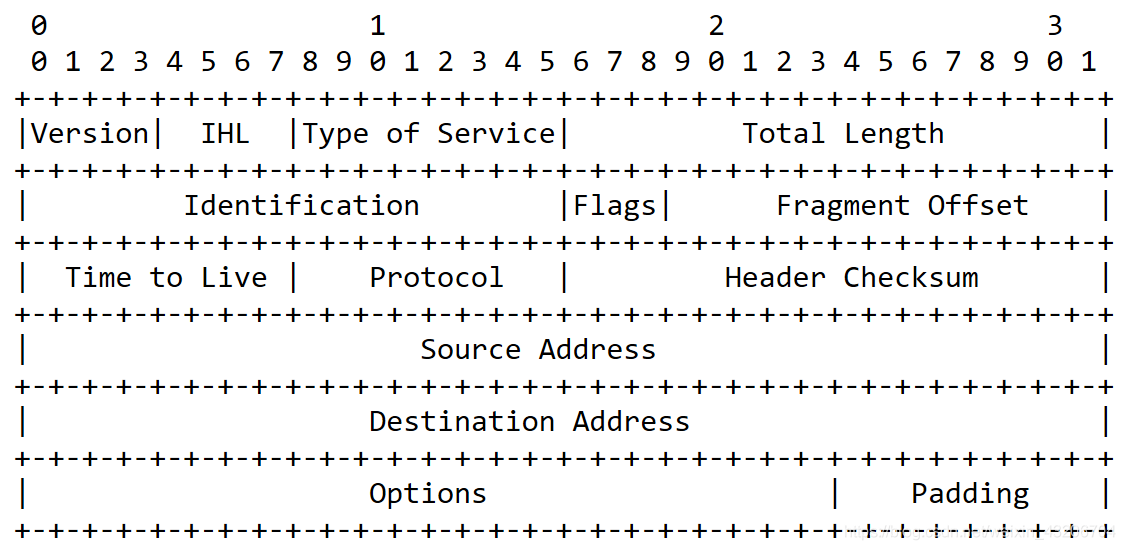 0                   1                   2                   3
0 1 2 3 4 5 6 7 8 9 0 1 2 3 4 5 6 7 8 9 0 1 2 3 4 5 6 7 8 9 0 1
+-+-+-+-+-+-+-+-+-+-+-+-+-+-+-+-+-+-+-+-+-+-+-+-+-+-+-+-+-+-+-+-+
|Version|  IHL  |Type of Service|          Total Length         |
+-+-+-+-+-+-+-+-+-+-+-+-+-+-+-+-+-+-+-+-+-+-+-+-+-+-+-+-+-+-+-+-+
|         Identification        |Flags|      Fragment Offset    |
+-+-+-+-+-+-+-+-+-+-+-+-+-+-+-+-+-+-+-+-+-+-+-+-+-+-+-+-+-+-+-+-+
|  Time to Live |    Protocol   |         Header Checksum       |
+-+-+-+-+-+-+-+-+-+-+-+-+-+-+-+-+-+-+-+-+-+-+-+-+-+-+-+-+-+-+-+-+
|                       Source Address                          |
+-+-+-+-+-+-+-+-+-+-+-+-+-+-+-+-+-+-+-+-+-+-+-+-+-+-+-+-+-+-+-+-+
|                    Destination Address                        |
+-+-+-+-+-+-+-+-+-+-+-+-+-+-+-+-+-+-+-+-+-+-+-+-+-+-+-+-+-+-+-+-+
|                    Options                    |    Padding    |
+-+-+-+-+-+-+-+-+-+-+-+-+-+-+-+-+-+-+-+-+-+-+-+-+-+-+-+-+-+-+-+-+